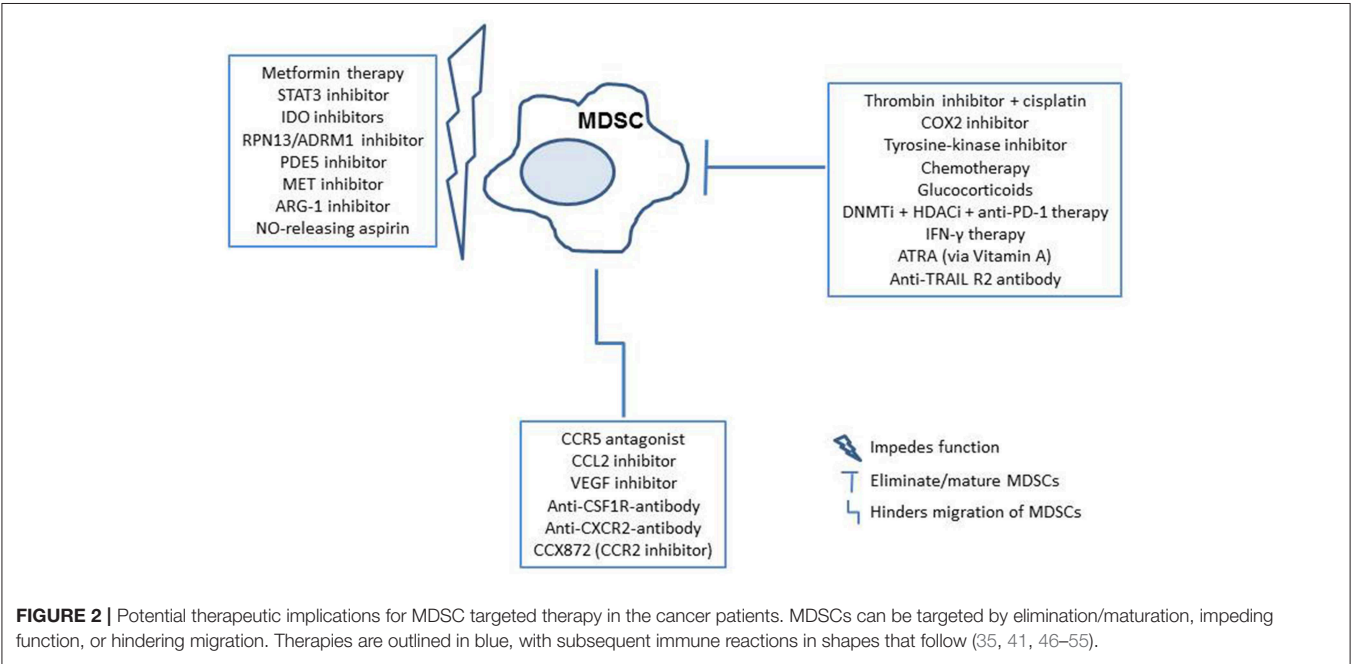 Metformin therapy
STAT3 inhibitor
IDO inhibitors
RPN13/ADRM1 inhibitor
PDE5 inhibitor
MET inhibitor
ARG-1 inhibitor
NO-releasing aspirin
MDSC
Thrombin inhibitor + cisplatin
COX2 inhibitor
Tyrosine-kinase inhibitor
Chemotherapy
Glucocorticoids
DNMTi + HDACi + anti-PD-1 therapy
IFN-γ therapy
ATRA (via Vitamin A)
Anti-TRAIL R2 antibody
CCR5 antagonist
CCL2 inhibitor
VEGF inhibitor
Anti-CSF1R-antibody
Anti-CXCR2-antibody
CCX872 (CCR2 inhibitor)
Impedes function
Eliminate/mature MDSCs
Hinders migration of MDSCs
FIGURE 2 | Potential therapeutic implications for MDSC targeted therapy in the cancer patients. MDSCs can be targeted by elimination/maturation, impeding
function, or hindering migration. Therapies are outlined in blue, with subsequent immune reactions in shapes that follow (35, 41, 46–55).